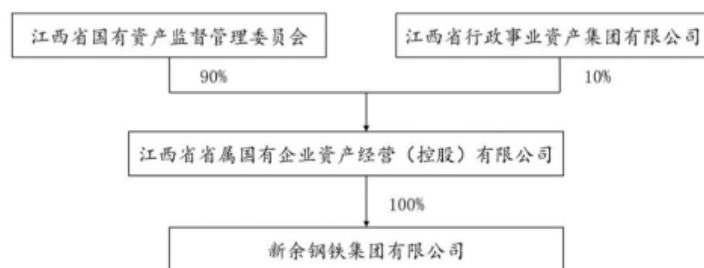 江西省国有资产监督管理委员会
江西省行政事业资产集团有限公司
90%
10%
江西省省属国有企业资产经营（控股）有限公司
100%
新余钢铁集团有限公司